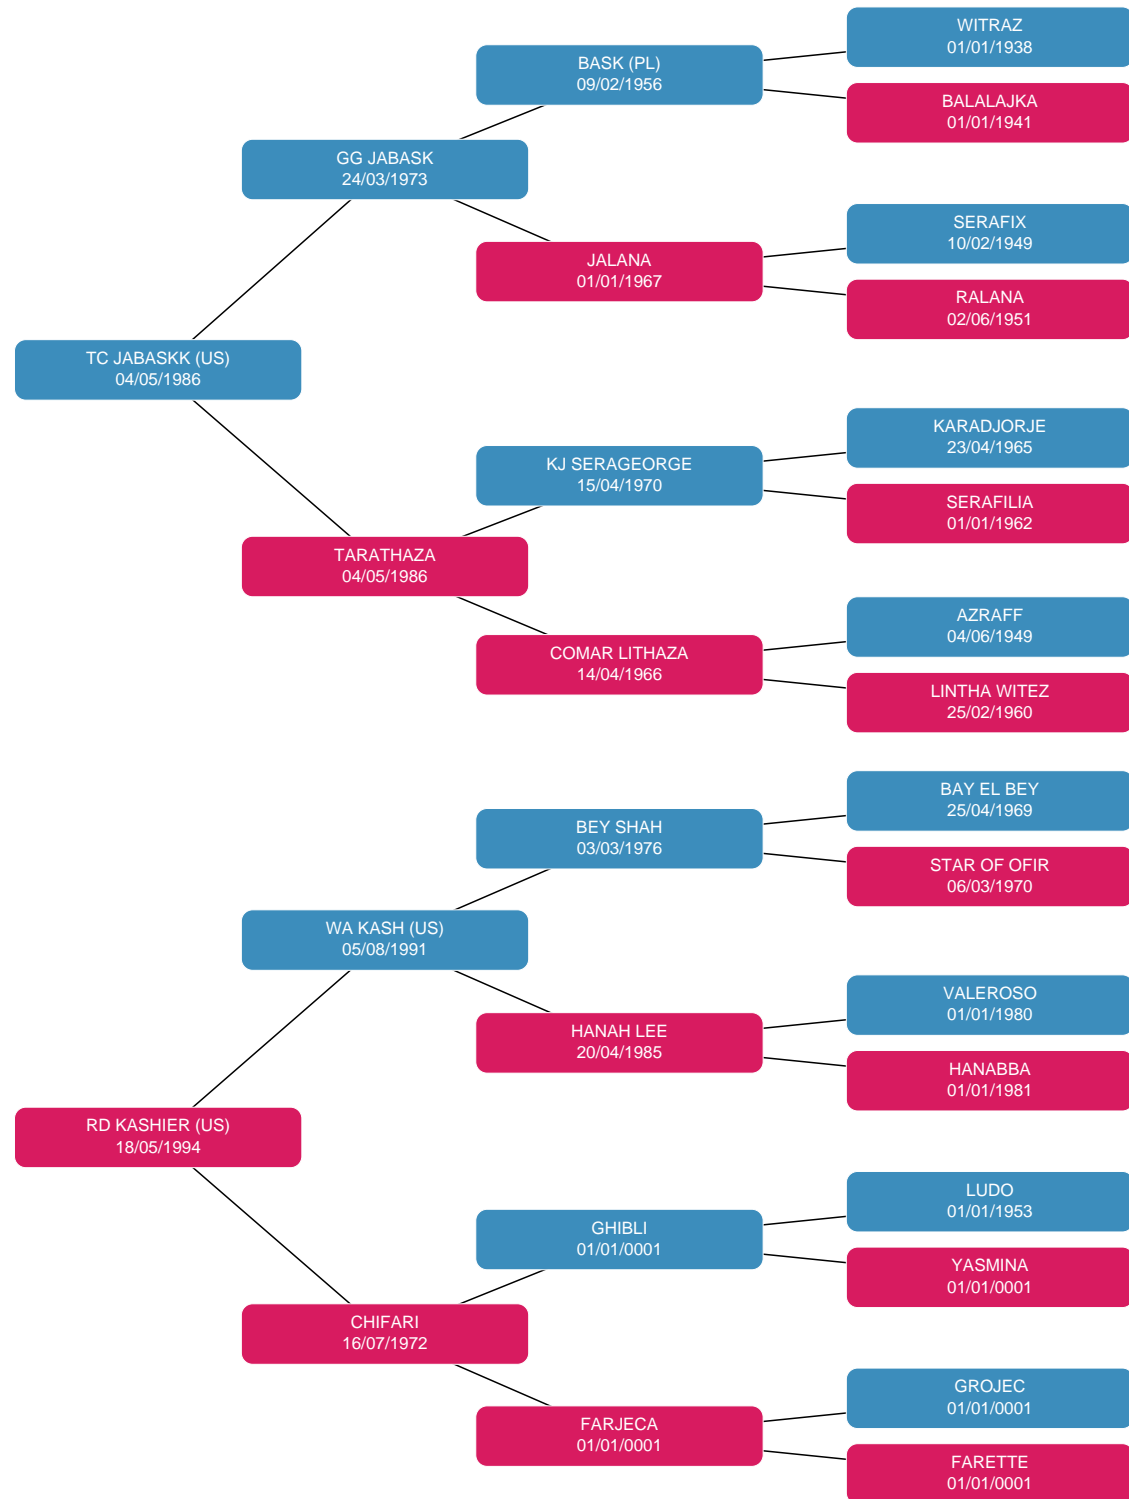 WITRAZ
01/01/1938
BASK (PL)
09/02/1956
BALALAJKA
01/01/1941
GG JABASK
24/03/1973
SERAFIX
10/02/1949
JALANA
01/01/1967
RALANA
02/06/1951
TC JABASKK (US)
04/05/1986
KARADJORJE
23/04/1965
KJ SERAGEORGE
15/04/1970
SERAFILIA
01/01/1962
TARATHAZA
04/05/1986
AZRAFF
04/06/1949
COMAR LITHAZA
14/04/1966
LINTHA WITEZ
25/02/1960
BAY EL BEY
25/04/1969
BEY SHAH
03/03/1976
STAR OF OFIR
06/03/1970
WA KASH (US)
05/08/1991
VALEROSO
01/01/1980
HANAH LEE
20/04/1985
HANABBA
01/01/1981
RD KASHIER (US)
18/05/1994
LUDO
01/01/1953
GHIBLI
01/01/0001
YASMINA
01/01/0001
CHIFARI
16/07/1972
GROJEC
01/01/0001
FARJECA
01/01/0001
FARETTE
01/01/0001